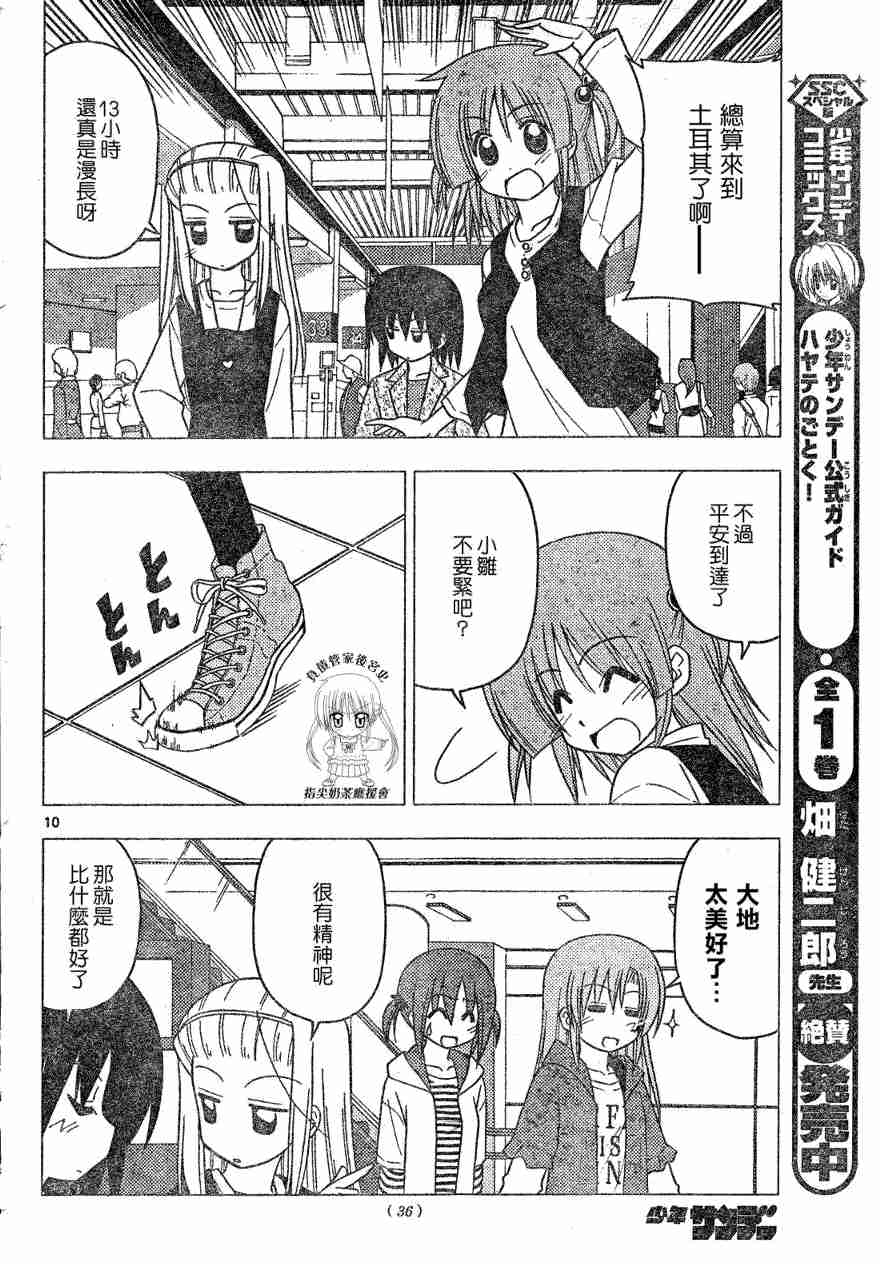 總算來到
土耳其了啊——
13小時
還真是漫長呀
33
不過
平安到達了
小雛
不要緊吧？
とん
とん
負債管家後宮史
指尖奶茶應援會
10
大地
太美好了…
很有精神呢
那就是
比什麼都好了
FISN
(36)
少年サンデー
SSC
スペシャル版
少年サンデー
コミックス
少年サンデー公式ガイド
ハヤテのごとく！
・全1巻
畑健二郎先生
絶賛
発売中